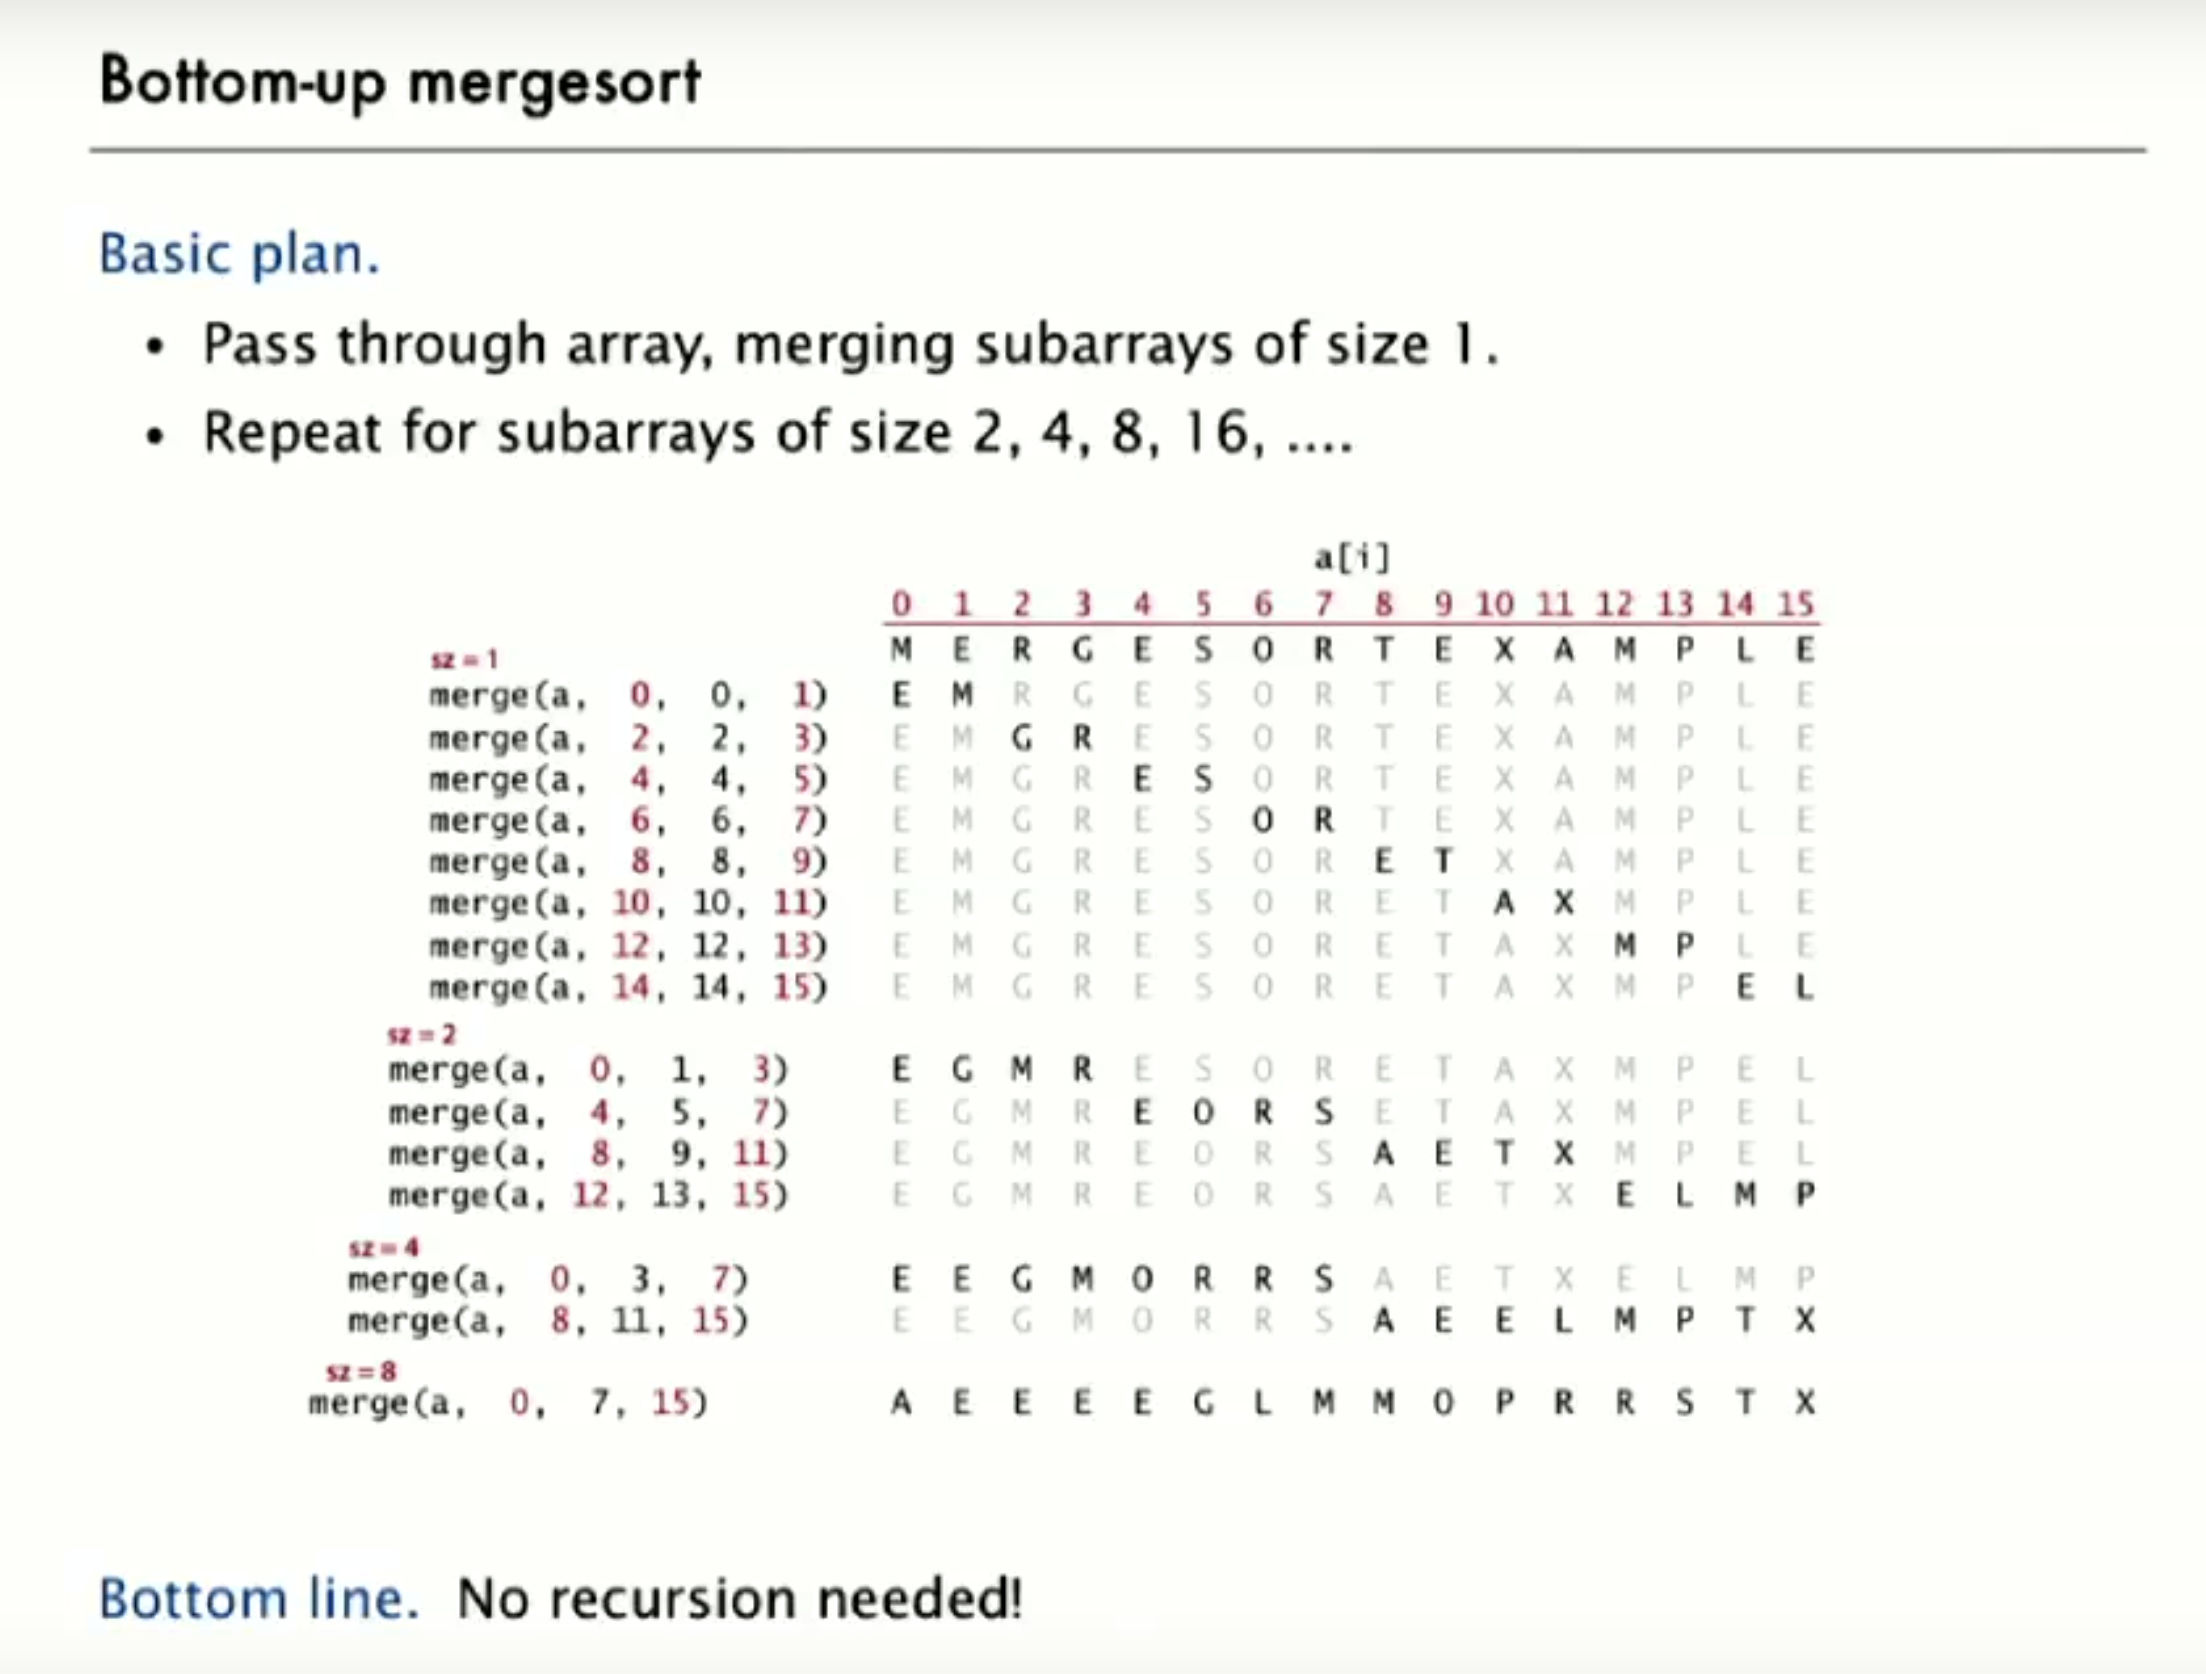 Bottom-up mergesort
Basic plan.
• Pass through array, merging subarrays of size 1.
• Repeat for subarrays of size 2, 4, 8, 16, ....
a[i]
0 1 2 3 4 5 6 7 8 9 10 11 12 13 14 15
sz = 1 M E R G E S O R T E X A M P L E
merge(a, 0, 0, 1) E M R G E S O R T E X A M P L E
merge(a, 2, 2, 3) E M G R E S O R T E X A M P L E
merge(a, 4, 4, 5) E M G R E S O R T E X A M P L E
merge(a, 6, 6, 7) E M G R E S O R T E X A M P L E
merge(a, 8, 8, 9) E M G R E S O R E T X A M P L E
merge(a, 10, 10, 11) E M G R E S O R E T A X M P L E
merge(a, 12, 12, 13) E M G R E S O R E T A X M P L E
merge(a, 14, 14, 15) E M G R E S O R E T A X M P E L
sz = 2
merge(a, 0, 1, 3) E G M R E S O R E T A X M P E L
merge(a, 4, 5, 7) E G M R E O R S E T A X M P E L
merge(a, 8, 9, 11) E G M R E O R S A E T X M P E L
merge(a, 12, 13, 15) E G M R E O R S A E T X E L M P
sz = 4
merge(a, 0, 3, 7) E E G M O R R S A E T X E L M P
merge(a, 8, 11, 15) E E G M O R R S A E E L M P T X
sz = 8
merge(a, 0, 7, 15) A E E E E G L M M O P R R S T X
Bottom line. No recursion needed!